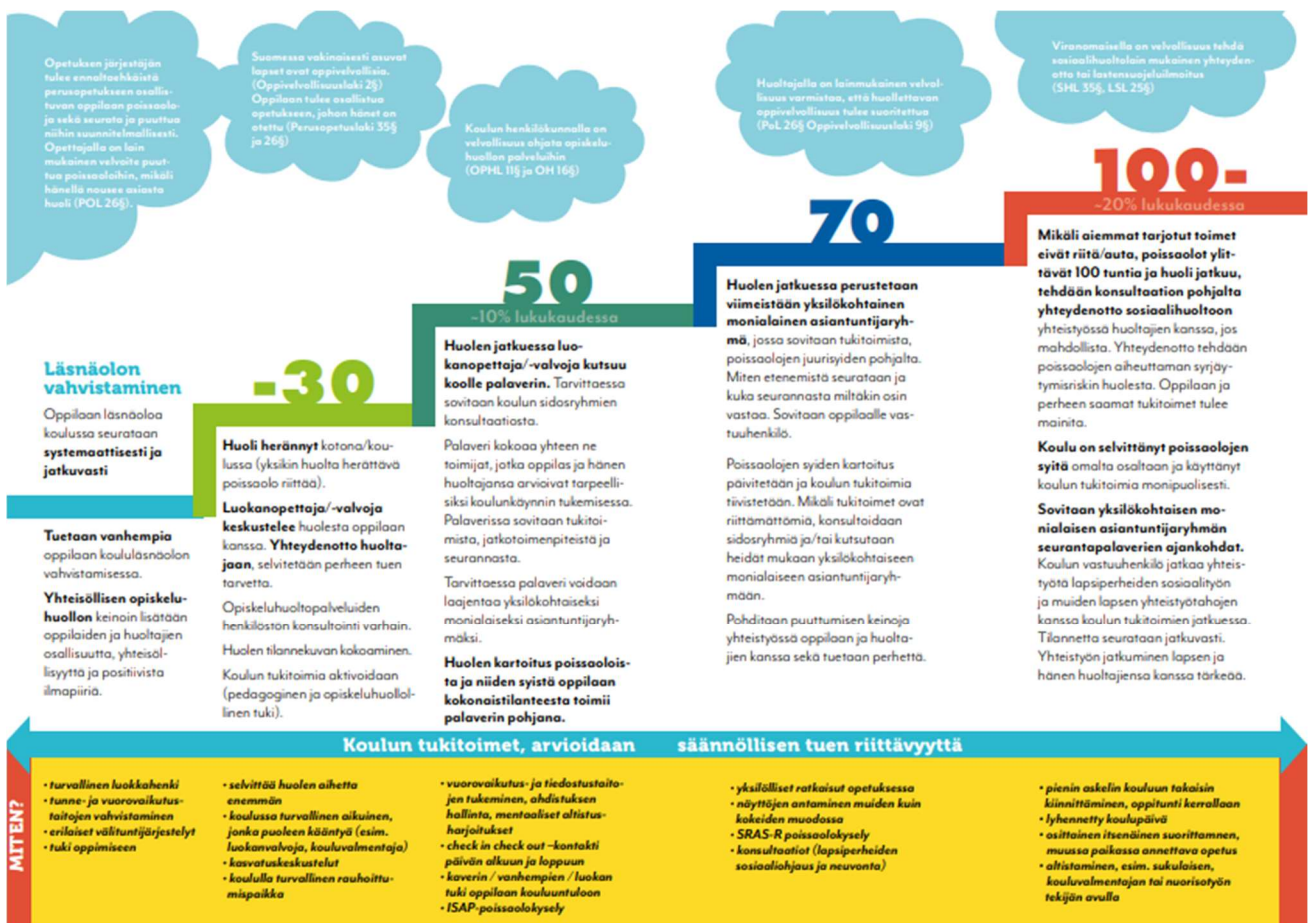 Opetuksen järjestäjän
tulee ennaltaehkäistä
perusopetukseen osallis-
tuvan oppilaan poissaolo-
ja sekä seurata ja puuttua
niihin suunnitelmallisesti.
Opettajalla on lain
mukainen velvoite puut-
tua poissaoloihin, mikäli
hänellä nousee asiasta
huoli (POL 26§).
Suomessa vakinaisesti asuvat
lapset ovat oppivelvollisia.
(Oppivelvollisuuslaki 2§)
Oppilaan tulee osallistua
opetukseen, johon hänet on
otettu (Perusopetuslaki 35§
ja 26§)
Koulun henkilökunnalla on
velvollisuus ohjata opiskelu-
huollon palveluihin
(OPHL 11§ ja OH 16§)
Huoltajalla on lainmukainen velvol-
lisuus varmistaa, että huollettavan
oppivelvollisuus tulee suoritettua
(PoL 26§ Oppivelvollisuuslaki 9§)
Viranomaisella on velvollisuus tehdä
sosiaalihuoltolain mukainen yhteyden-
otto tai lastensuojeluilmoitus
(SHL 35§, LSL 25§)
Läsnäolon
vahvistaminen
Oppilaan läsnäoloa
koulussa seurataan
systemaattisesti ja
jatkuvasti
Tuetaan vanhempia
oppilaan koululäsnäolon
vahvistamisessa.
Yhteisöllisen opiskelu-
huollon keinoin lisätään
oppilaiden ja huoltajien
osallisuutta, yhteisöl-
lisyyttä ja positiivista
ilmapiiriä.
-30
Huoli herännyt kotona/kou-
lussa (yksikin huolta herättävä
poissaolo riittää).
Luokanopettaja/-valvoja
keskustelee huolesta oppilaan
kanssa. Yhteydenotto huolta-
jaan, selvitetään perheen tuen
tarvetta.
Opiskeluhuoltopalveluiden
henkilöstön konsultointi varhain.
Huolen tilannekuvan kokoaminen.
Koulun tukitoimia aktivoidaan
(pedagoginen ja opiskeluhuollol-
linen tuki).
50
~10% lukukaudessa
Huolen jatkuessa luo-
kanopettaja/-valvoja kutsuu
koolle palaverin. Tarvittaessa
sovitaan koulun sidosryhmien
konsultaatiosta.
Palaveri kokoaa yhteen ne
toimijat, jotka oppilas ja hänen
huoltajansa arvioivat tarpeelli-
siksi koulunkäynnin tukemisessa.
Palaverissa sovitaan tukitoi-
mista, jatkotoimenpiteistä ja
seurannasta.
Tarvittaessa palaveri voidaan
laajentaa yksilökohtaiseksi
monialaiseksi asiantuntijaryh-
mäksi.
Huolen kartoitus poissaolois-
ta ja niiden syistä oppilaan
kokonaistilanteesta toimii
palaverin pohjana.
70
Huolen jatkuessa perustetaan
viimeistään yksilökohtainen
monialainen asiantuntijaryh-
mä, jossa sovitaan tukitoimista,
poissaolojen juurisyiden pohjalta.
Miten etenemistä seurataan ja
kuka seurannasta miltäkin osin
vastaa. Sovitaan oppilaalle vas-
tuuhenkilö.
Poissaolojen syiden kartoitus
päivitetään ja koulun tukitoimia
tiivistetään. Mikäli tukitoimet ovat
riittämättömiä, konsultoidaan
sidosryhmiä ja/tai kutsutaan
heidät mukaan yksilökohtaiseen
monialaiseen asiantuntijaryh-
mään.
Pohditaan puuttumisen keinoja
yhteistyössä oppilaan ja huolta-
jien kanssa sekä tuetaan perhettä.
100-
~20% lukukaudessa
Mikäli aiemmat tarjotut toimet
eivät riitä/auta, poissaolot ylit-
tävät 100 tuntia ja huoli jatkuu,
tehdään konsultaation pohjalta
yhteydenotto sosiaalihuoltoon
yhteistyössä huoltajien kanssa, jos
mahdollista. Yhteydenotto tehdään
poissaolojen aiheuttaman syrjäy-
tymisriskin huolesta. Oppilaan ja
perheen saamat tukitoimet tulee
mainita.
Koulu on selvittänyt poissaolojen
syitä omalta osaltaan ja käyttänyt
koulun tukitoimia monipuolisesti.
Sovitaan yksilökohtaisen mo-
nialaisen asiantuntijaryhmän
seurantapalaverien ajankohdat.
Koulun vastuuhenkilö jatkaa yhteis-
työtä lapsiperheiden sosiaalityön
ja muiden lapsen yhteistyötahojen
kanssa koulun tukitoimien jatkuessa.
Tilannetta seurataan jatkuvasti.
Yhteistyön jatkuminen lapsen ja
hänen huoltajiensa kanssa tärkeää.
Koulun tukitoimet, arvioidaan säännöllisen tuen riittävyyttä
MITEN?
• turvallinen luokkahenki
• tunne- ja vuorovaikutus-
taitojen vahvistaminen
• erilaiset välituntijärjestelyt
• tuki oppimiseen
• selvittää huolen aihetta
enemmän
• koulussa turvallinen aikuinen,
jonka puoleen kääntyä (esim.
luokanvalvoja, kouluvalmentaja)
• kasvatuskeskustelut
• koululla turvallinen rauhoittu-
mispaikka
• vuorovaikutus- ja tiedostustaito-
jen tukeminen, ahdistuksen
hallinta, mentaaliset altistus-
harjoitukset
• check in check out –kontakti
päivän alkuun ja loppuun
• kaverin / vanhempien / luokan
tuki oppilaan kouluuntuloon
• ISAP-poissaolokysely
• yksilölliset ratkaisut opetuksessa
• näyttöjen antaminen muiden kuin
kokeiden muodossa
• SRAS-R poissaolokysely
• konsultaatiot (lapsiperheiden
sosiaaliohjaus ja neuvonta)
• pienin askelin kouluun takaisin
kiinnittäminen, oppitunti kerrallaan
• lyhennetty koulupäivä
• osittainen itsenäinen suorittamnen,
muussa paikassa annettava opetus
• altistaminen, esim. sukulaisen,
kouluvalmentajan tai nuorisotyön
tekijän avulla